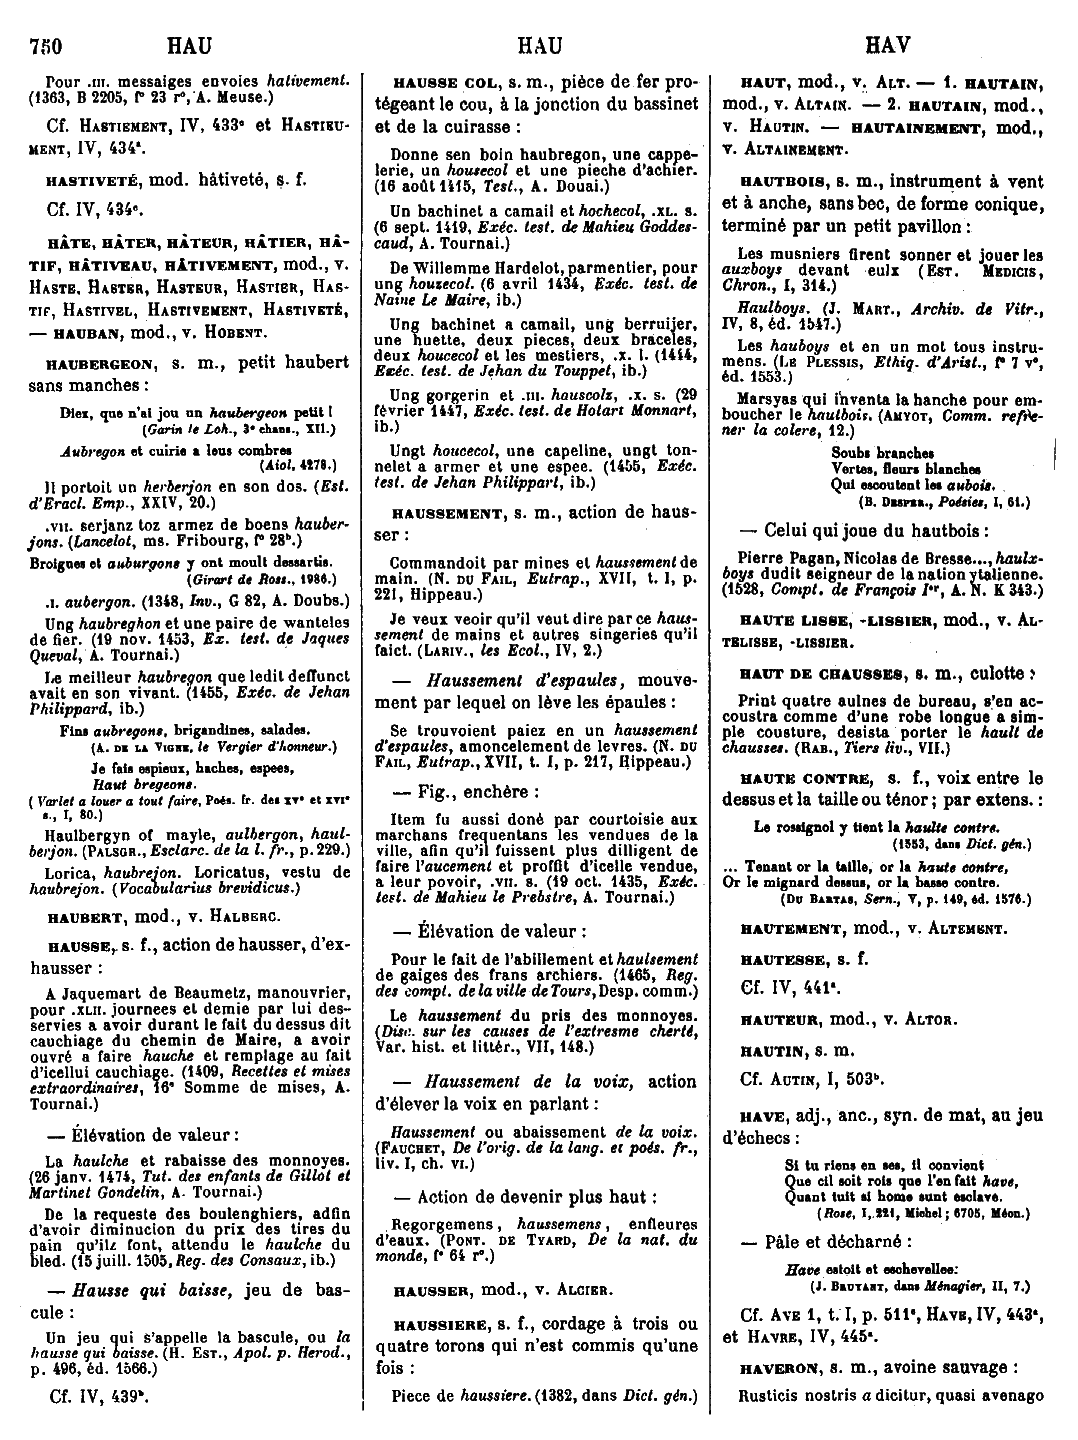 750 HAU HAU HAV
Pour .III. messaiges envoies hativement.
(1363, B 2205, f° 23 r°, A. Meuse.)
Cf. HASTIEMENT, IV, 433ᶜ et HASTIEU-
MENT, IV, 434ᵃ.
HASTIVETÉ, mod. hâtiveté, s. f.
Cf. IV, 434ᶜ.
HÂTE, HÂTER, HÂTEUR, HÂTIER, HÂ-
TIF, HÂTIVEAU, HÂTIVEMENT, mod., v.
HASTE, HASTER, HASTEUR, HASTIER, HAS-
TIF, HASTIVEL, HASTIVEMENT, HASTIVETÉ,
— HAUBAN, mod., v. HOBENT.
HAUBERGEON, s. m., petit haubert
sans manches :
Diex, que n'ai jou un haubergeon petit !
(Garin le Loh., 3ᵉ chans., XII.)
Aubregon et cuirie a leus combres
(Aiol, 4278.)
Il portoit un herberjon en son dos. (Est.
d'Eracl. Emp., XXIV, 20.)
.VII. serjanz toz armez de boens hauber-
jons. (Lancelot, ms. Fribourg, f° 28ᵇ.)
Broignes et auburgons y ont moult dessartis.
(Girart de Ross., 1986.)
.I. aubergon. (1348, Inv., G 82, A. Doubs.)
Ung haubreghon et une paire de wanteles
de fier. (19 nov. 1453, Ex. test. de Jaques
Queval, A. Tournai.)
Le meilleur haubregon que ledit deffunct
avait en son vivant. (1455, Exéc. de Jehan
Philippard, ib.)
Fins aubregons, brigandines, salades.
(A. DE LA VIGNE, le Vergier d'honneur.)
Je fais espieux, haches, espees,
Haut bregeons.
(Varlet a louer a tout faire, Poés. fr. des XVᵉ et XVIᵉ
s., I, 80.)
Haulbergyn of mayle, aulbergon, haul-
berjon. (PALSGR., Esclarc. de la l. fr., p. 229.)
Lorica, haubrejon. Loricatus, vestu de
haubrejon. (Vocabularius brevidicus.)
HAUBERT, mod., v. HALBERC.
HAUSSE, s. f., action de hausser, d'ex-
hausser :
A Jaquemart de Beaumetz, manouvrier,
pour .XLII. journees et demie par lui des-
servies a avoir durant le fait du dessus dit
cauchiage du chemin de Maire, a avoir
ouvré a faire hauche et remplage au fait
d'icellui cauchiage. (1409, Recettes et mises
extraordinaires, 16ᵉ Somme de mises, A.
Tournai.)
— Élévation de valeur :
La haulche et rabaisse des monnoyes.
(26 janv. 1474, Tut. des enfants de Gillot et
Martinet Gondelin, A. Tournai.)
De la requeste des boulenghiers, adfin
d'avoir diminucion du prix des tires du
pain qu'ilz font, attendu le haulche du
bled. (15 juill. 1505, Reg. des Consaux, ib.)
— Hausse qui baisse, jeu de bas-
cule :
Un jeu qui s'appelle la bascule, ou la
hausse qui baisse. (H. EST., Apol. p. Herod.,
p. 496, éd. 1566.)
Cf. IV, 439ᵇ.
HAUSSE COL, s. m., pièce de fer pro-
tégeant le cou, à la jonction du bassinet
et de la cuirasse :
Donne sen boin haubregon, une cappe-
lerie, un housecol et une pieche d'achier.
(16 août 1415, Test., A. Douai.)
Un bachinet a camail et hochecol, .XL. s.
(6 sept. 1419, Exéc. test. de Mahieu Goddes-
caud, A. Tournai.)
De Willemme Hardelot, parmentier, pour
ung houzecol. (6 avril 1434, Exéc. test. de
Naine Le Maire, ib.)
Ung bachinet a camail, ung berruier,
une huette, deux pieces, deux braceles,
deux houcecol et les mestiers, .X. l. (1444,
Exéc. test. de Jehan du Touppet, ib.)
Ung gorgerin et .III. hauscolz, .X. s. (29
février 1447, Exéc. test. de Hotart Monnart,
ib.)
Ungt houcecol, une capeline, ungt ton-
nelet a armer et une espee. (1455, Exéc.
test. de Jehan Philippart, ib.)
HAUSSEMENT, s. m., action de haus-
ser :
Commandoit par mines et haussement de
main. (N. DU FAIL, Eutrap., XVII, t. I, p.
221, Hippeau.)
Je veux veoir qu'il veut dire par ce haus-
sement de mains et autres singeries qu'il
faict. (LARIV., les Ecol., IV, 2.)
— Haussement d'espaules, mouve-
ment par lequel on lève les épaules :
Se trouvoient paiez en un haussement
d'espaules, amoncelement de levres. (N. DU
FAIL, Eutrap., XVII, t. I, p. 217, Hippeau.)
— Fig., enchère :
Item fu aussi doné par courtoisie aux
marchans frequentans les vendues de la
ville, afin qu'il fuissent plus dilligent de
faire l'aucement et proffit d'icelle vendue,
a leur povoir, .VII. s. (19 oct. 1435, Exéc.
test. de Mahieu le Prebstre, A. Tournai.)
— Élévation de valeur :
Pour le fait de l'abillement et haulsement
de gaiges des frans archiers. (1465, Reg.
des compt. de la ville de Tours, Desp. comm.)
Le haussement du pris des monnoyes.
(Disc. sur les causes de l'extresme cherté,
Var. hist. et littér., VII, 148.)
— Haussement de la voix, action
d'élever la voix en parlant :
Haussement ou abaissement de la voix.
(FAUCHET, De l'orig. de la lang. et poés. fr.,
liv. I, ch. VI.)
— Action de devenir plus haut :
Regorgemens, haussemens, enfleures
d'eaux. (PONT. DE TYARD, De la nat. du
monde, f° 64 r°.)
HAUSSER, mod., v. ALCIER.
HAUSSIERE, s. f., cordage à trois ou
quatre torons qui n'est commis qu'une
fois :
Piece de haussiere. (1382, dans Dict. gén.)
HAUT, mod., v. ALT. — 1. HAUTAIN,
mod., v. ALTAIN. — 2. HAUTAIN, mod.,
v. HAUTIN. — HAUTAINEMENT, mod.,
v. ALTAINEMENT.
HAUTBOIS, s. m., instrument à vent
et à anche, sans bec, de forme conique,
terminé par un petit pavillon :
Les musniers firent sonner et jouer les
auxboys devant eulx (EST. MEDICIS,
Chron., I, 314.)
Haulboys. (J. MART., Archiv. de Vitr.,
IV, 8, éd. 1547.)
Les hauboys et en un mot tous instru-
mens. (LE PLESSIS, Ethiq. d'Arist., f° 7 v°,
éd. 1553.)
Marsyas qui inventa la hanche pour em-
boucher le hautbois. (AMYOT, Comm. refre-
ner la colere, 12.)
Soubs branches
Vertes, fleurs blanches
Qui escoutent les aubois.
(B. DESPER., Poésies, I, 61.)
— Celui qui joue du hautbois :
Pierre Pagan, Nicolas de Bresse..., haulx-
boys dudit seigneur de la nation ytalienne.
(1528, Compt. de François Iᵉʳ, A. N. K 343.)
HAUTE LISSE, -LISSIER, mod., v. AL-
TELISSE, -LISSIER.
HAUT DE CHAUSSES, s. m., culotte :
Print quatre aulnes de bureau, s'en ac-
coustra comme d'une robe longue a sim-
ple cousture, desista porter le hault de
chausses. (RAB., Tiers liv., VII.)
HAUTE CONTRE, s. f., voix entre le
dessus et la taille ou ténor ; par extens. :
Le rossignol y tient la haulte contre.
(1553, dans Dict. gén.)
... Tenant or la taille, or la haute contre,
Or le mignard dessus, or la basse contre.
(DU BARTAS, Sern., V, p. 149, éd. 1576.)
HAUTEMENT, mod., v. ALTEMENT.
HAUTESSE, s. f.
Cf. IV, 441ᵃ.
HAUTEUR, mod., v. ALTOR.
HAUTIN, s. m.
Cf. AUTIN, I, 503ᵇ.
HAVE, adj., anc., syn. de mat, au jeu
d'échecs :
Si tu riens en ses, il convient
Que cil soit rois que l'en fait have,
Quant tuit si home sunt esclave.
(Rose, I, 221, Michel ; 6705, Méon.)
— Pâle et décharné :
Have estoit et eschevellee:
(J. BRUYANT, dans Ménagier, II, 7.)
Cf. AVE 1, t. I, p. 511ᵃ, HAVE, IV, 443ᵃ,
et HAVRE, IV, 445ᵃ.
HAVERON, s. m., avoine sauvage :
Rusticis nostris a dicitur, quasi avenago